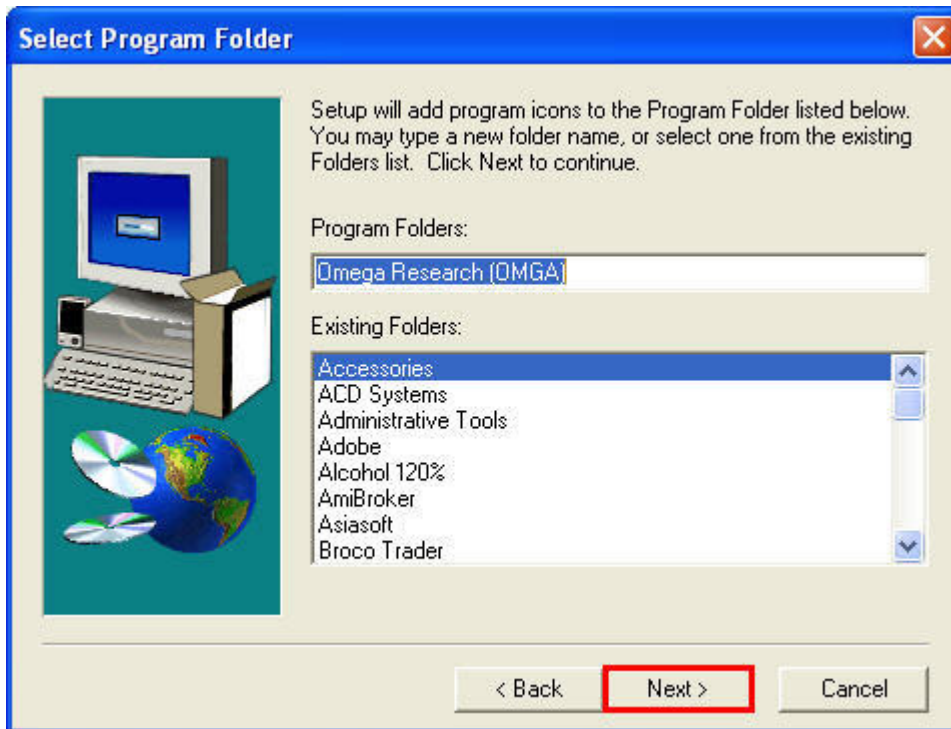 Select Program Folder
Setup will add program icons to the Program Folder listed below.
You may type a new folder name, or select one from the existing
Folders list.  Click Next to continue.
Program Folders:
Omega Research (OMGA)
Existing Folders:
Accessories
ACD Systems
Administrative Tools
Adobe
Alcohol 120%
AmiBroker
Asiasoft
Broco Trader
< Back
Next >
Cancel